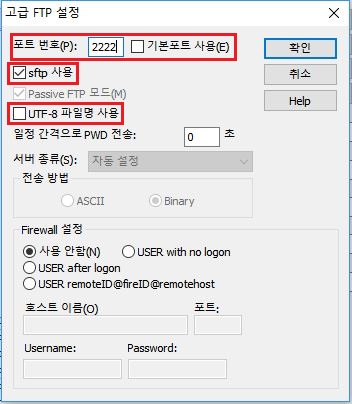 고급 FTP 설정
포트 번호(P): 2222 기본포트 사용(E) 확인
sftp 사용 취소
Passive FTP 모드(M) Help
UTF-8 파일명 사용
일정 간격으로 PWD 전송: 0 초
서버 종류(S): 자동 설정
전송 방법
ASCII Binary
Firewall 설정
사용 안함(N) USER with no logon
USER after logon
USER remoteID@fireID@remotehost
호스트 이름(O) 포트:
Username: Password: